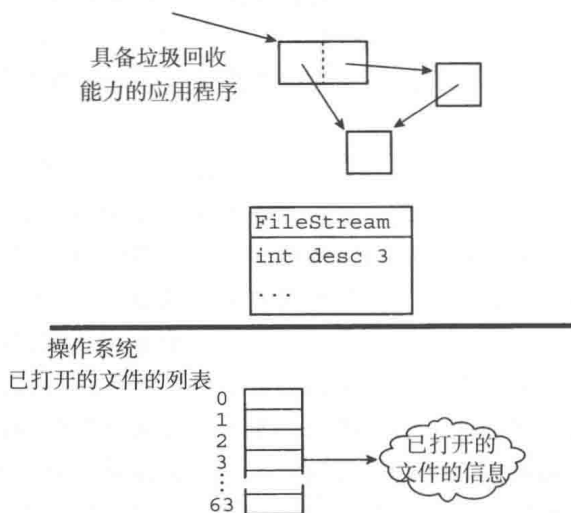 具备垃圾回收
能力的应用程序
FileStream
int desc 3
...
操作系统
已打开的文件的列表
0
1
2
3
⋮
63
已打开的
文件的信息